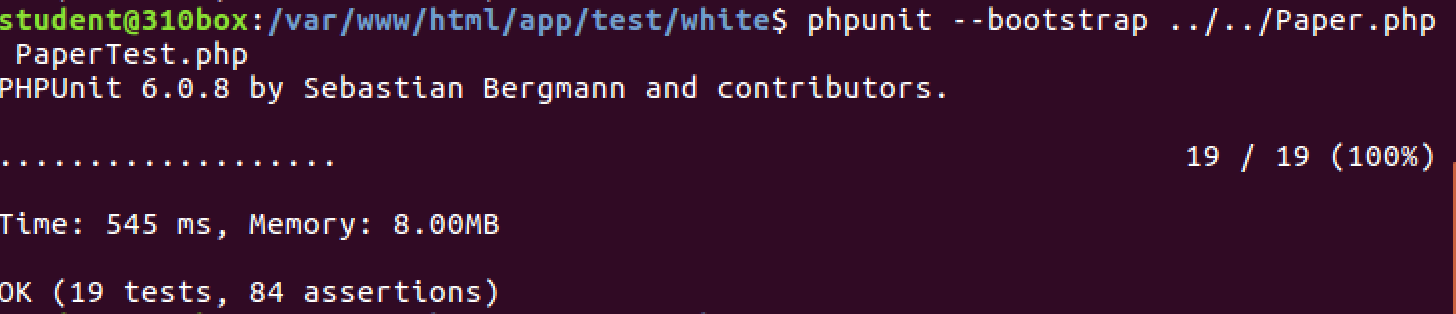 student@310box:/var/www/html/app/test/white$ phpunit --bootstrap ../../Paper.php
PaperTest.php
PHPUnit 6.0.8 by Sebastian Bergmann and contributors.
................... 19 / 19 (100%)
Time: 545 ms, Memory: 8.00MB
OK (19 tests, 84 assertions)